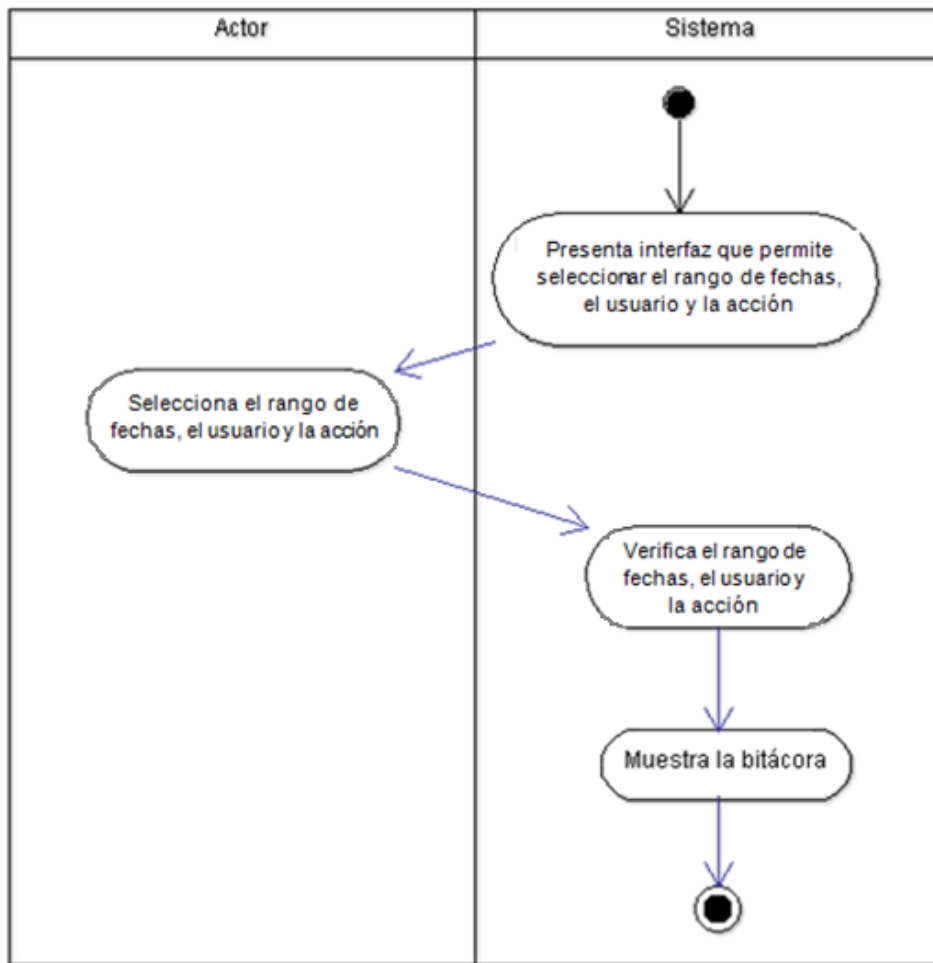 Actor
Sistema
Presenta interfaz que permite
seleccionar el rango de fechas,
el usuario y la acción
Selecciona el rango de
fechas, el usuario y la acción
Verifica el rango de
fechas, el usuario y
la acción
Muestra la bitácora